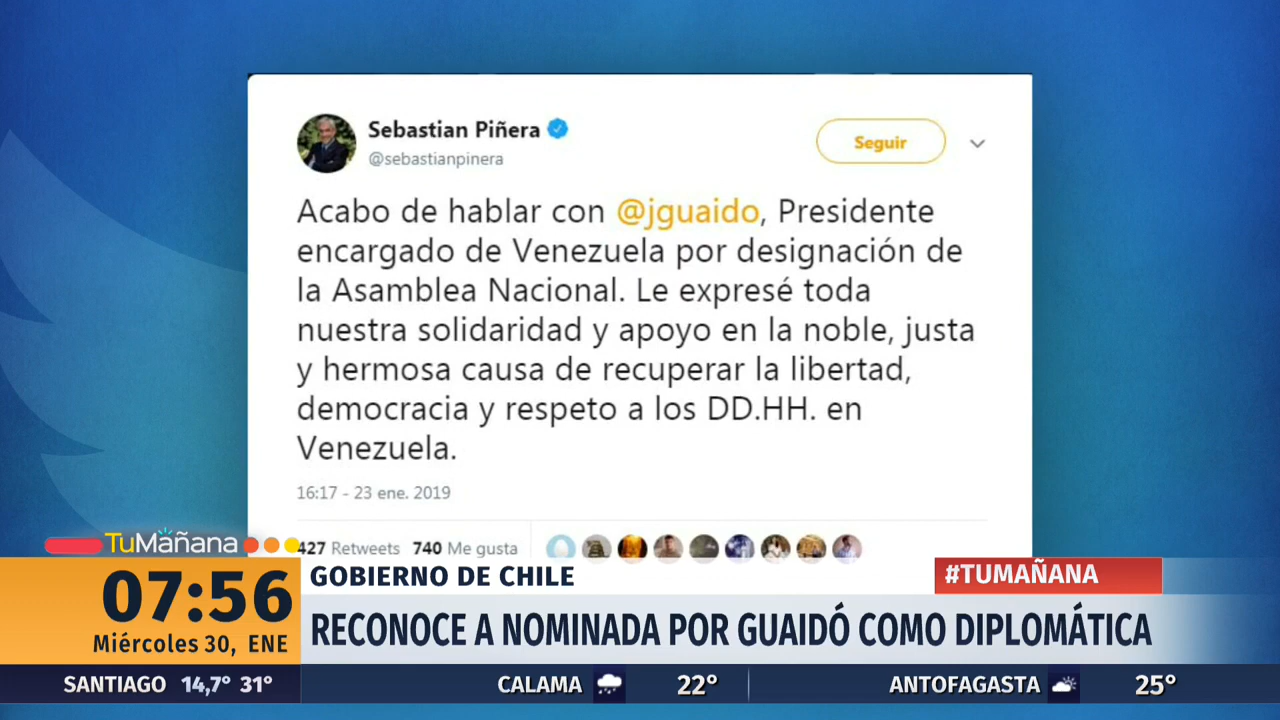 Sebastian Piñera
@sebastianpinera
Seguir
Acabo de hablar con @jguaido, Presidente
encargado de Venezuela por designación de
la Asamblea Nacional. Le expresé toda
nuestra solidaridad y apoyo en la noble, justa
y hermosa causa de recuperar la libertad,
democracia y respeto a los DD.HH. en
Venezuela.
16:17 - 23 ene. 2019
427 Retweets 740 Me gusta
TuMañana
07:56
Miércoles 30, ENE
GOBIERNO DE CHILE
#TUMAÑANA
RECONOCE A NOMINADA POR GUAIDÓ COMO DIPLOMÁTICA
SANTIAGO 14,7° 31° CALAMA 22° ANTOFAGASTA 25°